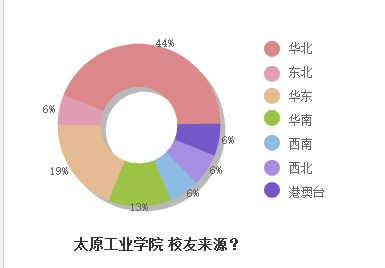 44%
华北
东北
华东
华南
西南
西北
港澳台
6%
6%
19%
6%
6%
13%
太原工业学院 校友来源？